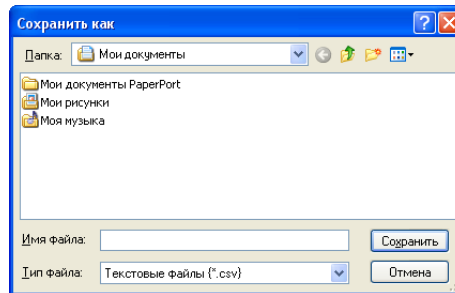 Сохранить как
Папка: Мои документы
Мои документы PaperPort
Мои рисунки
Моя музыка
Имя файла: Сохранить
Тип файла: Текстовые файлы {*.csv} Отмена